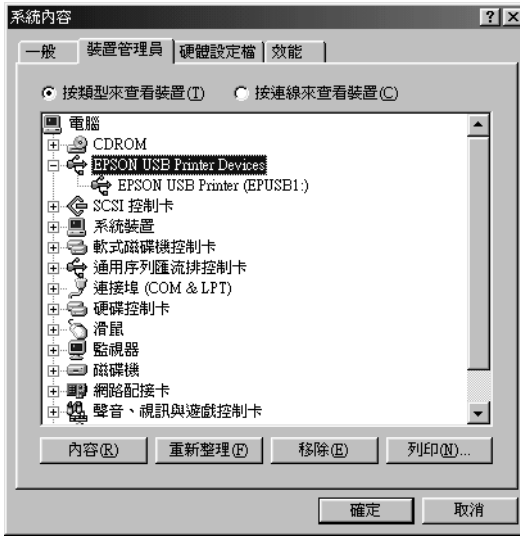 系統內容
一般 裝置管理員 硬體設定檔 效能
按類型來查看裝置(T) 按連線來查看裝置(C)
電腦
CDROM
EPSON USB Printer Devices
EPSON USB Printer (EPUSB1:)
SCSI 控制卡
系統裝置
軟式磁碟機控制卡
通用序列匯流排控制卡
連接埠 (COM & LPT)
硬碟控制卡
滑鼠
監視器
磁碟機
網路配接卡
聲音、視訊與遊戲控制卡
內容(R) 重新整理(F) 移除(E) 列印(N)...
確定 取消